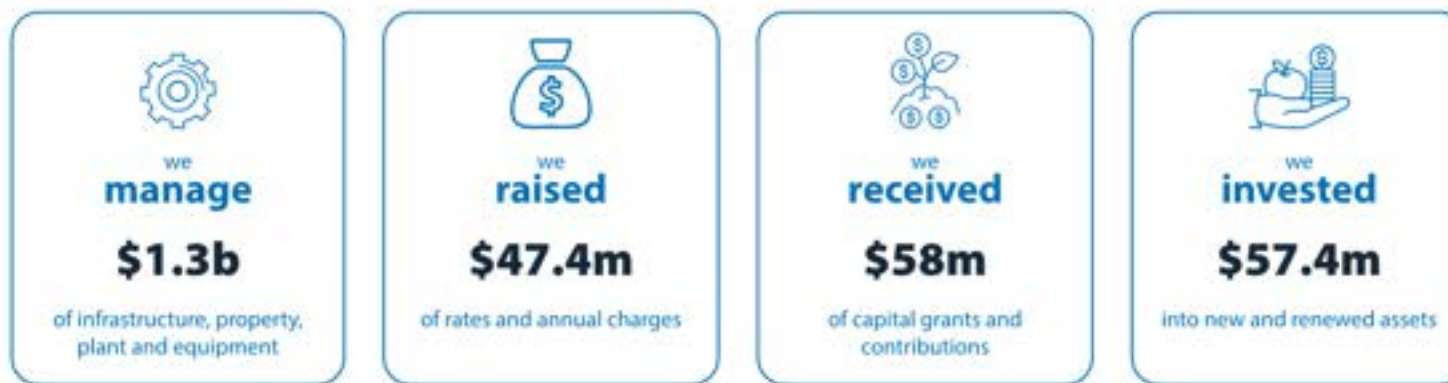 we
manage
$1.3b
of infrastructure, property,
plant and equipment
we
raised
$47.4m
of rates and annual charges
we
received
$58m
of capital grants and
contributions
we
invested
$57.4m
into new and renewed assets